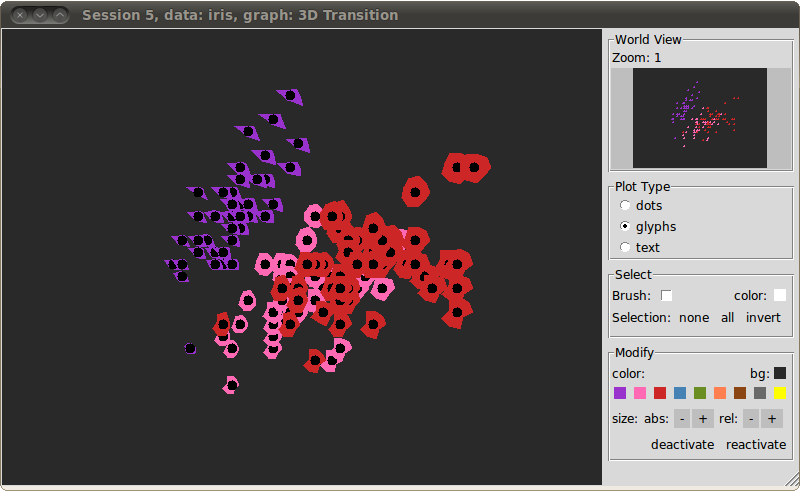 Session 5, data: iris, graph: 3D Transition
World View
Zoom: 1
Plot Type
dots
glyphs
text
Select
Brush: color:
Selection: none all invert
Modify
color: bg:
size: abs: - + rel: - +
deactivate reactivate